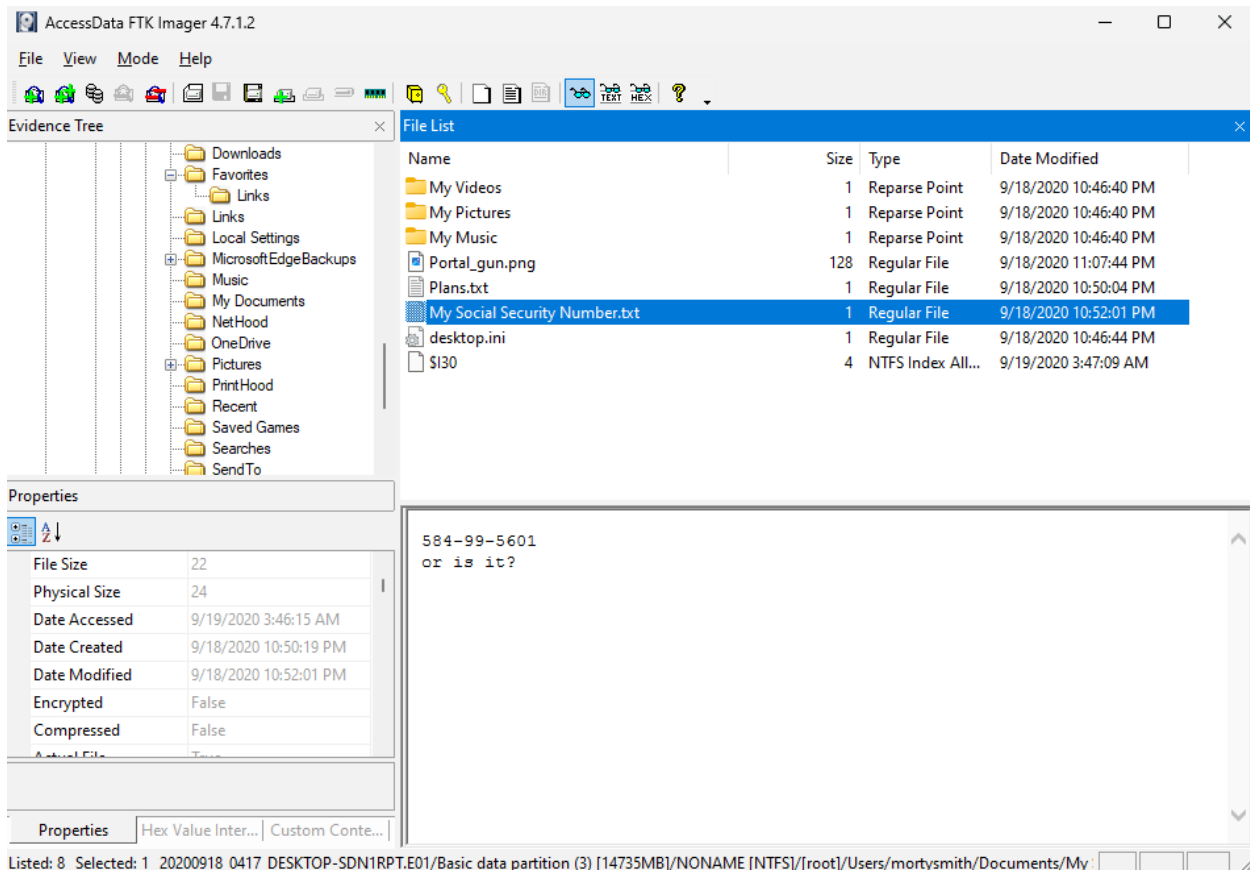 AccessData FTK Imager 4.7.1.2
File View Mode Help
TEXT HEX
Evidence Tree
Downloads
Favorites
Links
Links
Local Settings
MicrosoftEdgeBackups
Music
My Documents
NetHood
OneDrive
Pictures
PrintHood
Recent
Saved Games
Searches
SendTo
File List
Name Size Type Date Modified
My Videos 1 Reparse Point 9/18/2020 10:46:40 PM
My Pictures 1 Reparse Point 9/18/2020 10:46:40 PM
My Music 1 Reparse Point 9/18/2020 10:46:40 PM
Portal_gun.png 128 Regular File 9/18/2020 11:07:44 PM
Plans.txt 1 Regular File 9/18/2020 10:50:04 PM
My Social Security Number.txt 1 Regular File 9/18/2020 10:52:01 PM
desktop.ini 1 Regular File 9/18/2020 10:46:44 PM
$I30 4 NTFS Index All... 9/19/2020 3:47:09 AM
Properties
File Size 22
Physical Size 24
Date Accessed 9/19/2020 3:46:15 AM
Date Created 9/18/2020 10:50:19 PM
Date Modified 9/18/2020 10:52:01 PM
Encrypted False
Compressed False
Properties Hex Value Inter... Custom Conte...
584-99-5601
or is it?
Listed: 8 Selected: 1 20200918_0417_DESKTOP-SDN1RPT.E01/Basic data partition (3) [14735MB]/NONAME [NTFS]/[root]/Users/mortysmith/Documents/My